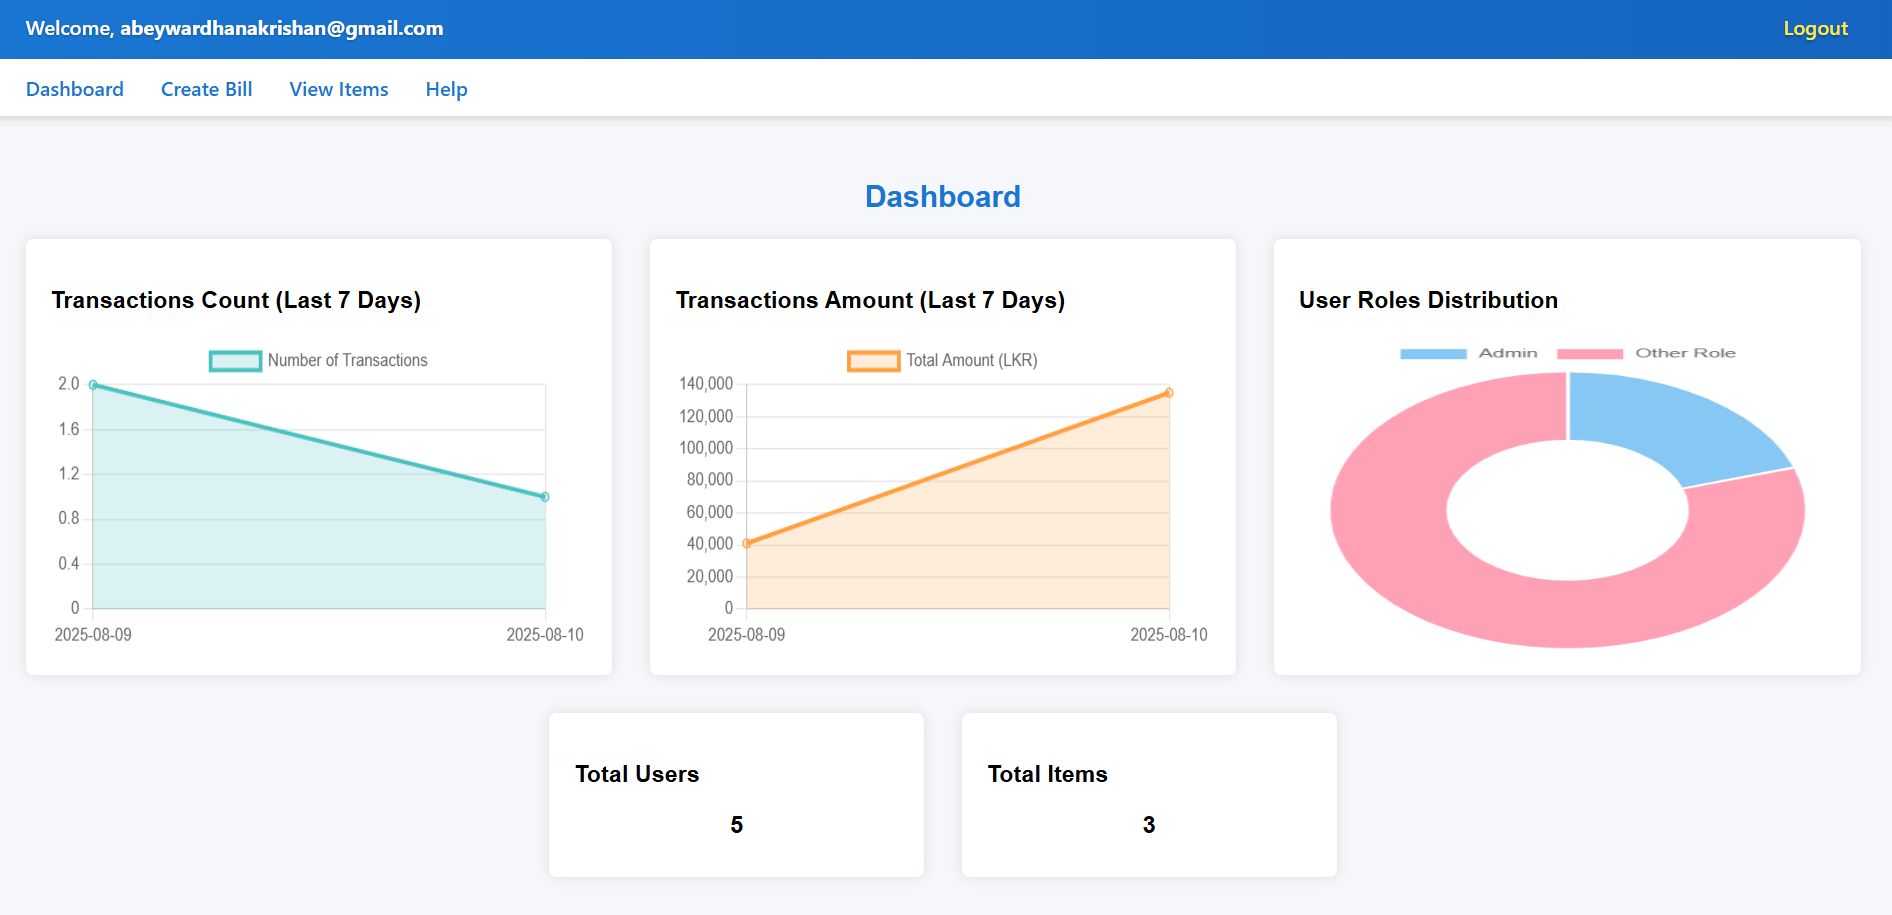 Welcome, abeywardhanakrishan@gmail.com
Logout
Dashboard Create Bill View Items Help
Dashboard
Transactions Count (Last 7 Days)
Number of Transactions
2.0
1.6
1.2
0.8
0.4
0
2025-08-09 2025-08-10
Transactions Amount (Last 7 Days)
Total Amount (LKR)
140,000
120,000
100,000
80,000
60,000
40,000
20,000
0
2025-08-09 2025-08-10
User Roles Distribution
Admin Other Role
Total Users
5
Total Items
3